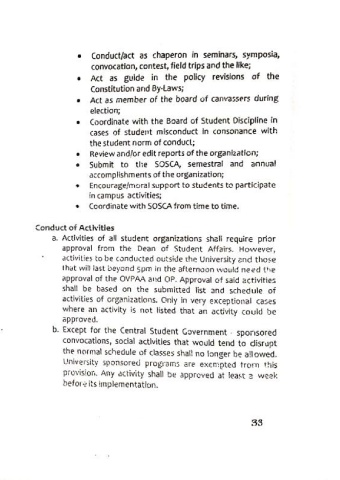 • Conduct/act as chaperon in seminars, symposia,
convocation, contest, field trips and the like;
• Act as guide in the policy revisions of the
Constitution and By-Laws;
• Act as member of the board of canvassers during
election;
• Coordinate with the Board of Student Discipline in
cases of student misconduct in consonance with
the student norm of conduct;
• Review and/or edit reports of the organization;
• Submit to the SOSCA, semestral and annual
accomplishments of the organization;
• Encourage/moral support to students to participate
in campus activities;
• Coordinate with SOSCA from time to time.
Conduct of Activities
a. Activities of all student organizations shall require prior
approval from the Dean of Student Affairs. However,
activities to be conducted outside the University and those
that will last beyond 5pm in the afternoon would need the
approval of the OVPAA and OP. Approval of said activities
shall be based on the submitted list and schedule of
activities of organizations. Only in very exceptional cases
where an activity is not listed that an activity could be
approved.
b. Except for the Central Student Government - sponsored
convocations, social activities that would tend to disrupt
the normal schedule of classes shall no longer be allowed.
University sponsored programs are exempted from this
provision. Any activity shall be approved at least a week
before its implementation.
33